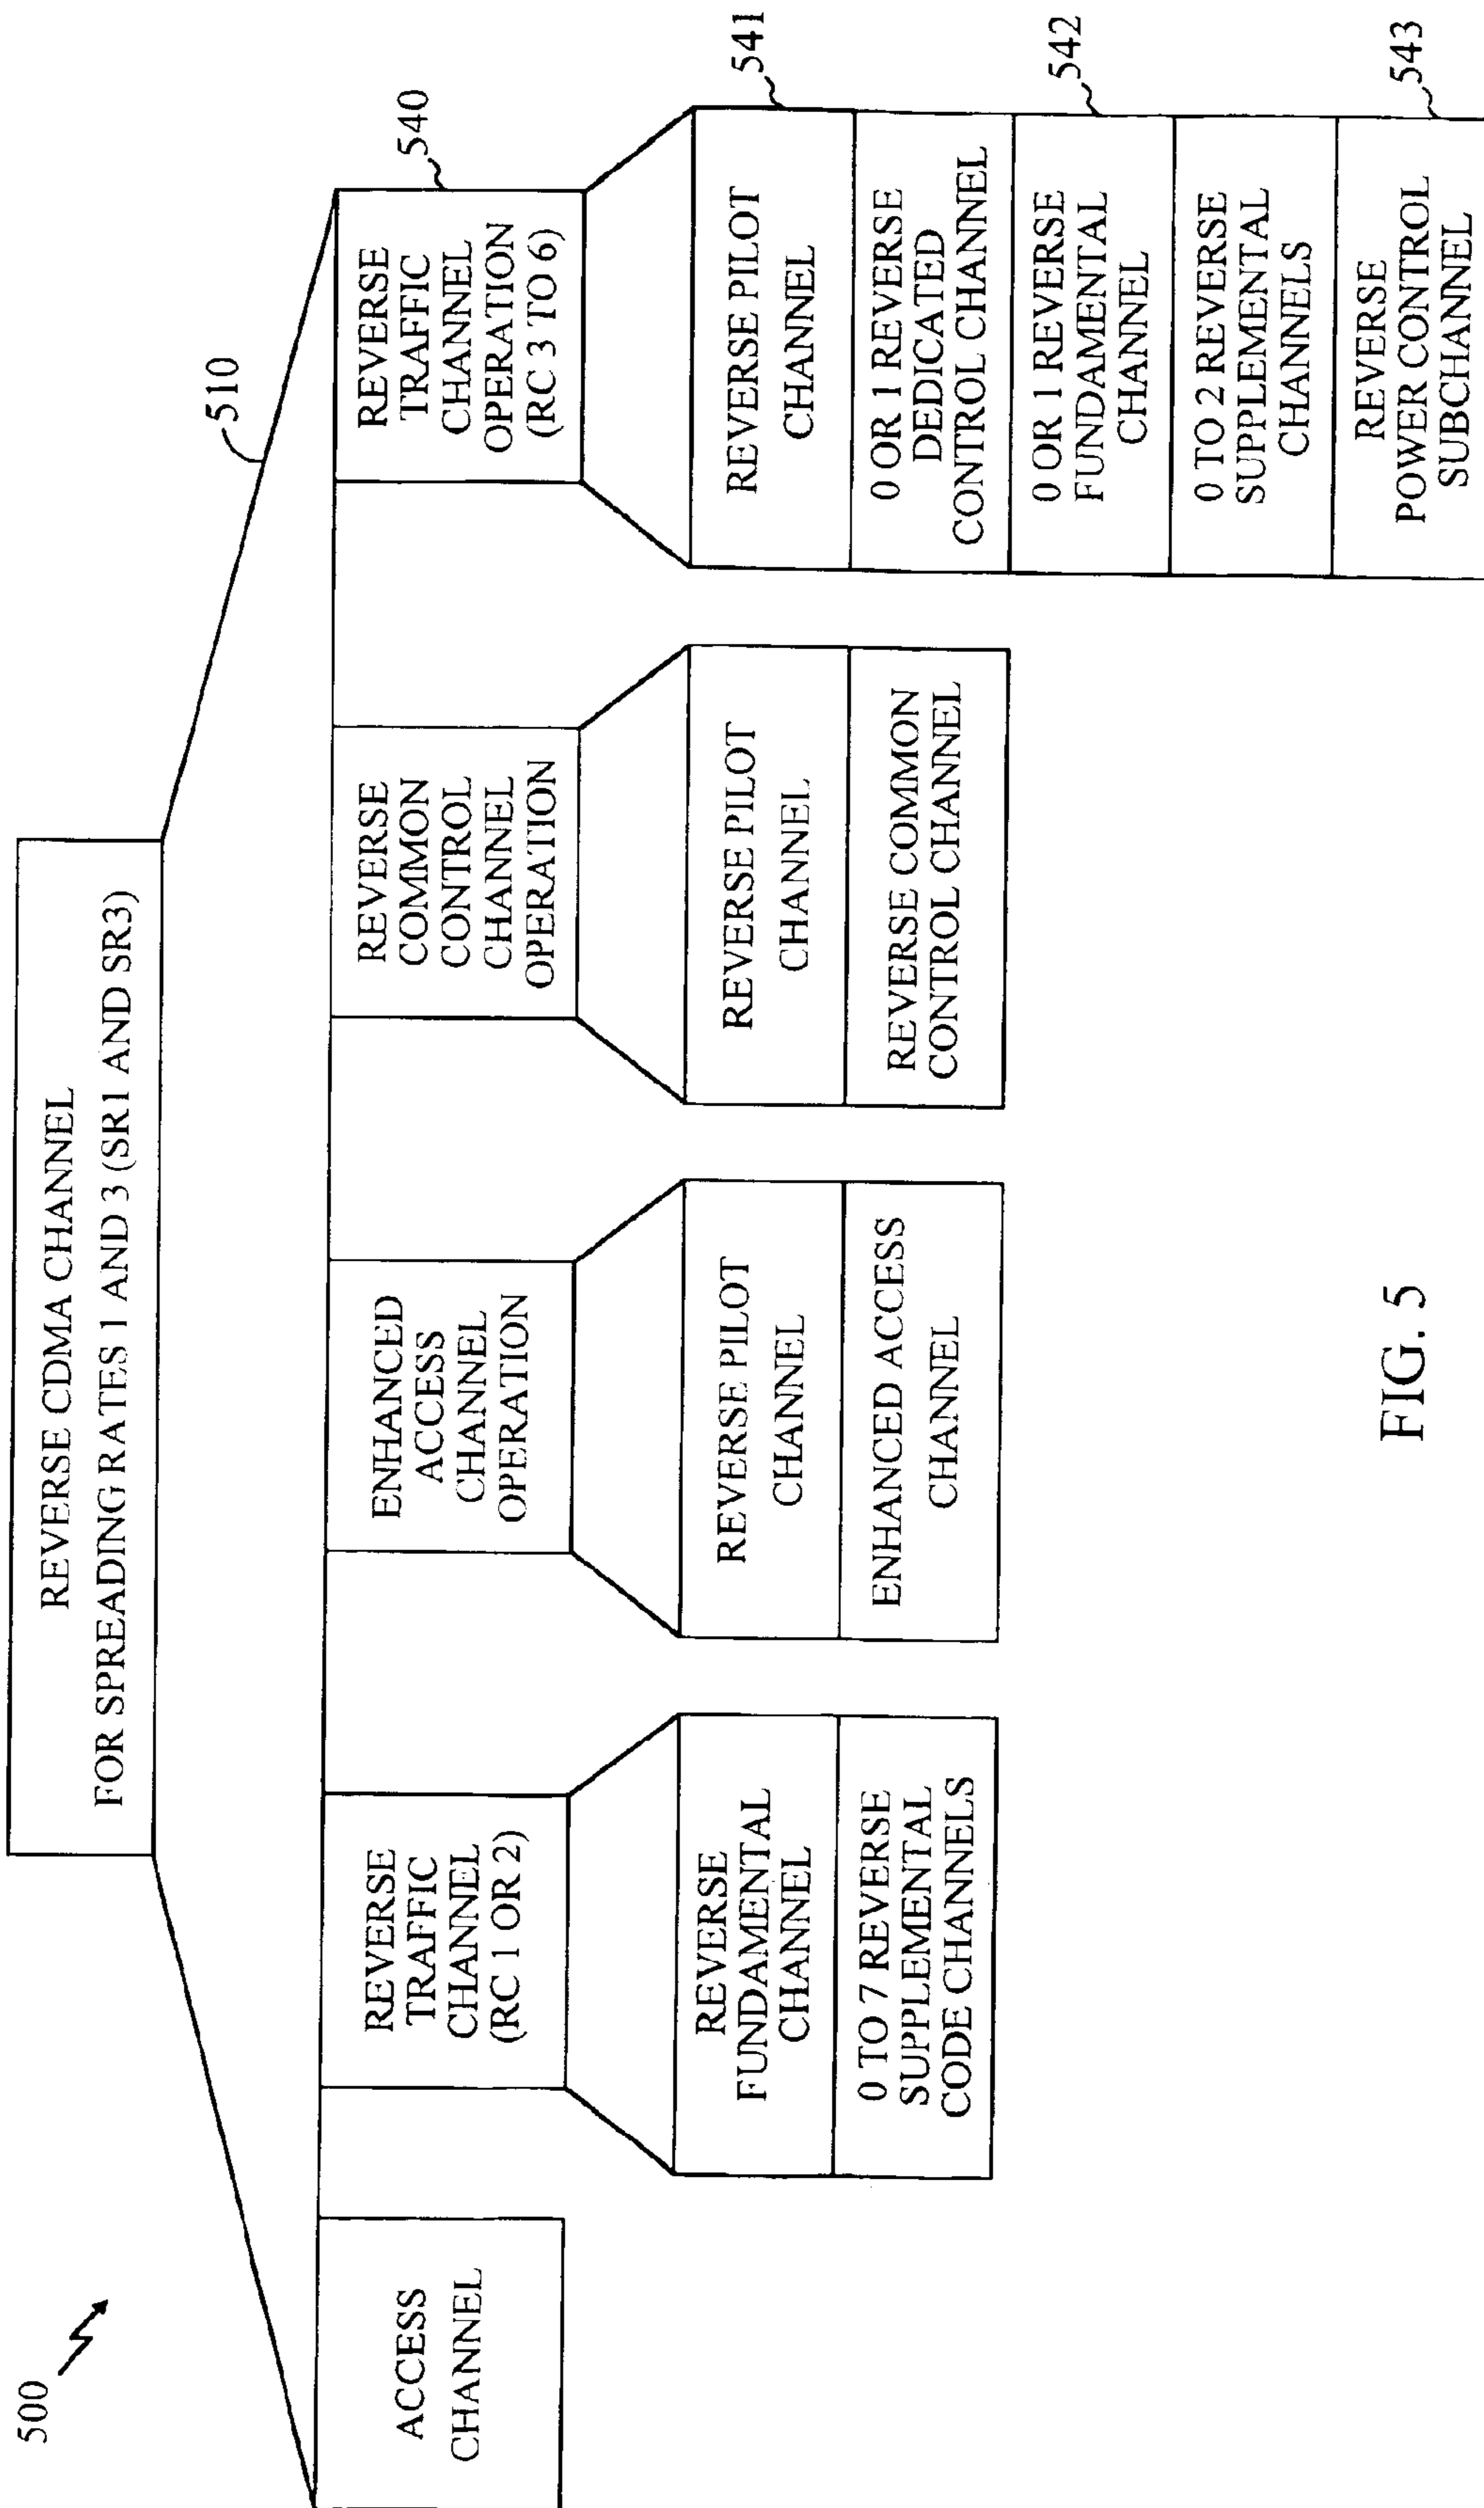 500
REVERSE CDMA CHANNEL
FOR SPREADING RATES 1 AND 3 (SR1 AND SR3)
510
ACCESS
CHANNEL
REVERSE
TRAFFIC
CHANNEL
(RC 1 OR 2)
REVERSE
FUNDAMENTAL
CHANNEL
0 TO 7 REVERSE
SUPPLEMENTAL
CODE CHANNELS
ENHANCED
ACCESS
CHANNEL
OPERATION
REVERSE PILOT
CHANNEL
ENHANCED ACCESS
CHANNEL
REVERSE
COMMON
CONTROL
CHANNEL
OPERATION
REVERSE PILOT
CHANNEL
REVERSE COMMON
CONTROL CHANNEL
540
REVERSE
TRAFFIC
CHANNEL
OPERATION
(RC 3 TO 6)
541
REVERSE PILOT
CHANNEL
0 OR 1 REVERSE
DEDICATED
CONTROL CHANNEL
542
0 OR 1 REVERSE
FUNDAMENTAL
CHANNEL
0 TO 2 REVERSE
SUPPLEMENTAL
CHANNELS
543
REVERSE
POWER CONTROL
SUBCHANNEL
FIG. 5